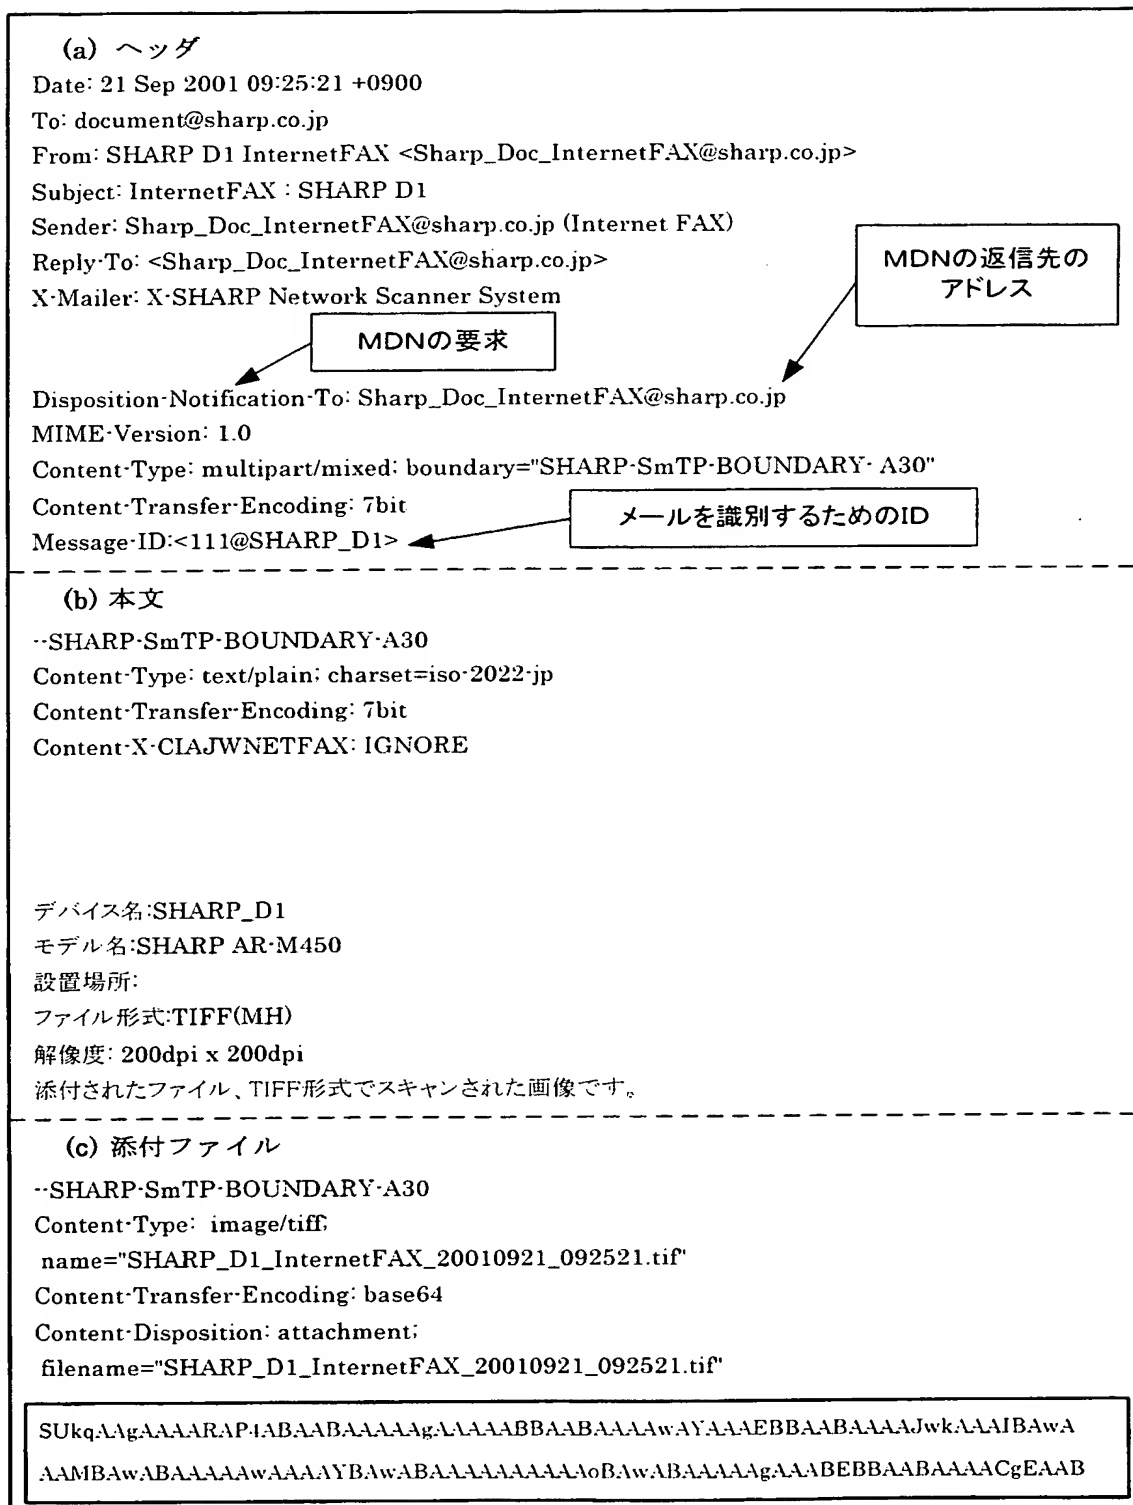 (a) ヘッダ
Date: 21 Sep 2001 09:25:21 +0900
To: document@sharp.co.jp
From: SHARP D1 InternetFAX <Sharp_Doc_InternetFAX@sharp.co.jp>
Subject: InternetFAX : SHARP D1
Sender: Sharp_Doc_InternetFAX@sharp.co.jp (Internet FAX)
Reply-To: <Sharp_Doc_InternetFAX@sharp.co.jp>
X-Mailer: X-SHARP Network Scanner System
MDNの返信先の
アドレス
MDNの要求
Disposition-Notification-To: Sharp_Doc_InternetFAX@sharp.co.jp
MIME-Version: 1.0
Content-Type: multipart/mixed; boundary="SHARP-SmTP-BOUNDARY- A30"
Content-Transfer-Encoding: 7bit
メールを識別するためのID
Message-ID:<111@SHARP_D1>
(b) 本文
--SHARP-SmTP-BOUNDARY-A30
Content-Type: text/plain; charset=iso-2022-jp
Content-Transfer-Encoding: 7bit
Content-X-CIAJWNETFAX: IGNORE
デバイス名:SHARP_D1
モデル名:SHARP AR-M450
設置場所:
ファイル形式:TIFF(MH)
解像度: 200dpi x 200dpi
添付されたファイル、TIFF形式でスキャンされた画像です。
(c) 添付ファイル
--SHARP-SmTP-BOUNDARY-A30
Content-Type: image/tiff;
name="SHARP_D1_InternetFAX_20010921_092521.tif"
Content-Transfer-Encoding: base64
Content-Disposition: attachment;
filename="SHARP_D1_InternetFAX_20010921_092521.tif"